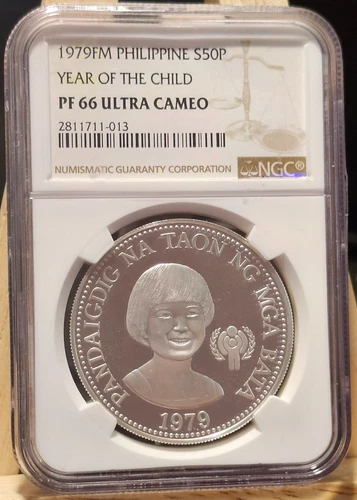 1979FM PHILIPPINE S50P
YEAR OF THE CHILD
PF 66 ULTRA CAMEO
2811711-013
NUMISMATIC GUARANTY CORPORATION
NGC®
PANDAIGDIG NA TAON NG MGA BATA
1979